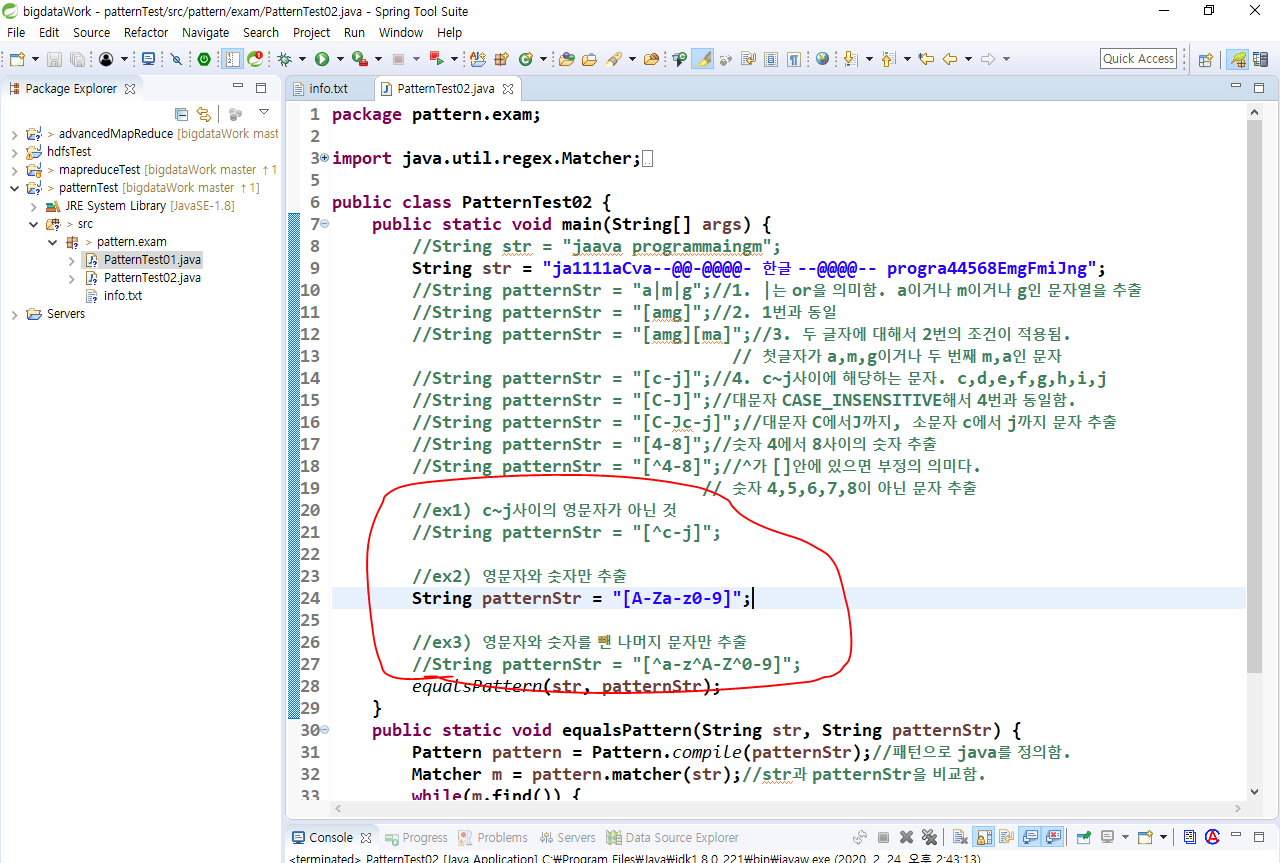 bigdataWork - patternTest/src/pattern/exam/PatternTest02.java - Spring Tool Suite
File Edit Source Refactor Navigate Search Project Run Window Help
Quick Access
Package Explorer
info.txt
PatternTest02.java
> advancedMapReduce [bigdataWork mast
hdfsTest
> mapreduceTest [bigdataWork master ↑1
> patternTest [bigdataWork master ↑1]
JRE System Library [JavaSE-1.8]
> src
> pattern.exam
PatternTest01.java
PatternTest02.java
info.txt
Servers
1 package pattern.exam;
2
3 import java.util.regex.Matcher;
5
6 public class PatternTest02 {
7 public static void main(String[] args) {
8 //String str = "jaava programmaingm";
9 String str = "ja1111aCva--@@-@@@@- 한글 --@@@@-- progra44568EmgFmiJng";
10 //String patternStr = "a|m|g";//1. |는 or을 의미함. a이거나 m이거나 g인 문자열을 추출
11 //String patternStr = "[amg]";//2. 1번과 동일
12 //String patternStr = "[amg][ma]";//3. 두 글자에 대해서 2번의 조건이 적용됨.
13 // 첫글자가 a,m,g이거나 두 번째 m,a인 문자
14 //String patternStr = "[c-j]";//4. c~j사이에 해당하는 문자. c,d,e,f,g,h,i,j
15 //String patternStr = "[C-J]";//대문자 CASE_INSENSITIVE해서 4번과 동일함.
16 //String patternStr = "[C-Jc-j]";//대문자 C에서J까지, 소문자 c에서 j까지 문자 추출
17 //String patternStr = "[4-8]";//숫자 4에서 8사이의 숫자 추출
18 //String patternStr = "[^4-8]";//^가 []안에 있으면 부정의 의미다.
19 // 숫자 4,5,6,7,8이 아닌 문자 추출
20 //ex1) c~j사이의 영문자가 아닌 것
21 //String patternStr = "[^c-j]";
22
23 //ex2) 영문자와 숫자만 추출
24 String patternStr = "[A-Za-z0-9]";
25
26 //ex3) 영문자와 숫자를 뺀 나머지 문자만 추출
27 //String patternStr = "[^a-z^A-Z^0-9]";
28 equalsPattern(str, patternStr);
29 }
30 public static void equalsPattern(String str, String patternStr) {
31 Pattern pattern = Pattern.compile(patternStr);//패턴으로 java를 정의함.
32 Matcher m = pattern.matcher(str);//str과 patternStr을 비교함.
33 while(m.find()) {
Console Progress Problems Servers Data Source Explorer
<terminated> PatternTest02 [Java Application] C:₩Program Files₩Java₩jdk1.8.0_221₩bin₩javaw.exe (2020. 2. 24. 오후 2:43:13)